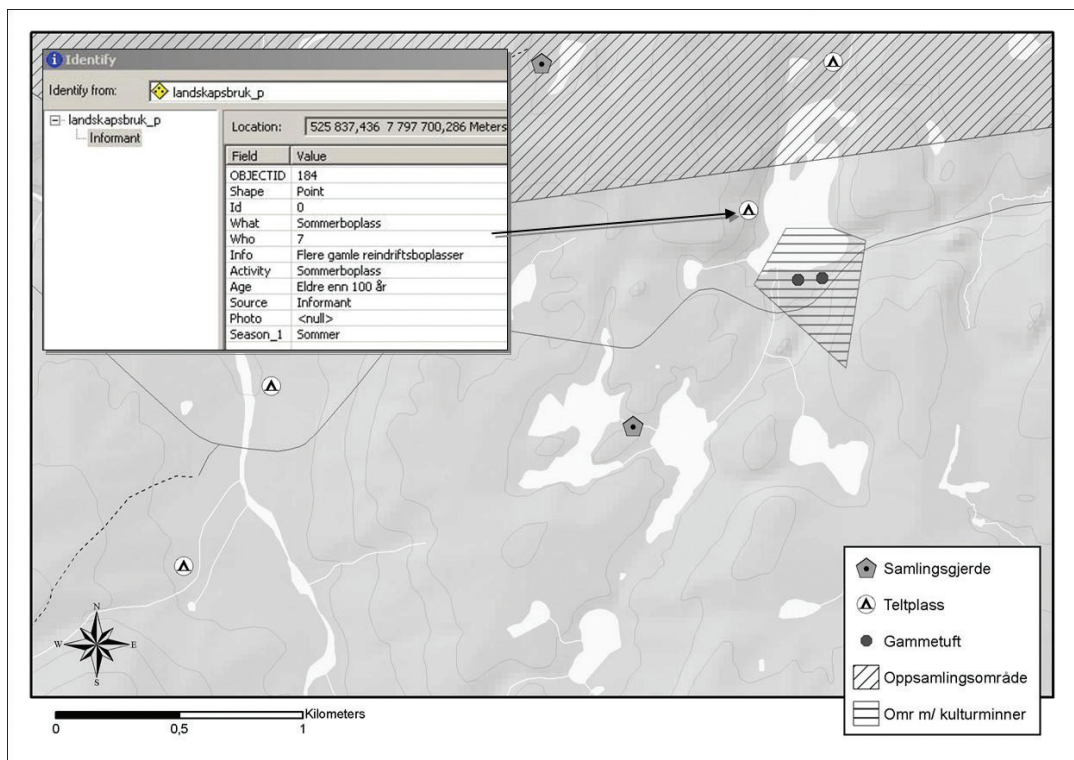 Identify
Identify from: landskapsbruk_p
landskapsbruk_p
Informant
Location: 525 837,436 7 797 700,286 Meters
Field Value
OBJECTID 184
Shape Point
Id 0
What Sommerboplass
Who 7
Info Flere gamle reindriftsboplasser
Activity Sommerboplass
Age Eldre enn 100 år
Source Informant
Photo <null>
Season_1 Sommer
Samlingsgjerde
Teltplass
Gammetuft
Oppsamlingsområde
Omr m/ kulturminner
N
W E
S
Kilometers
0 0,5 1